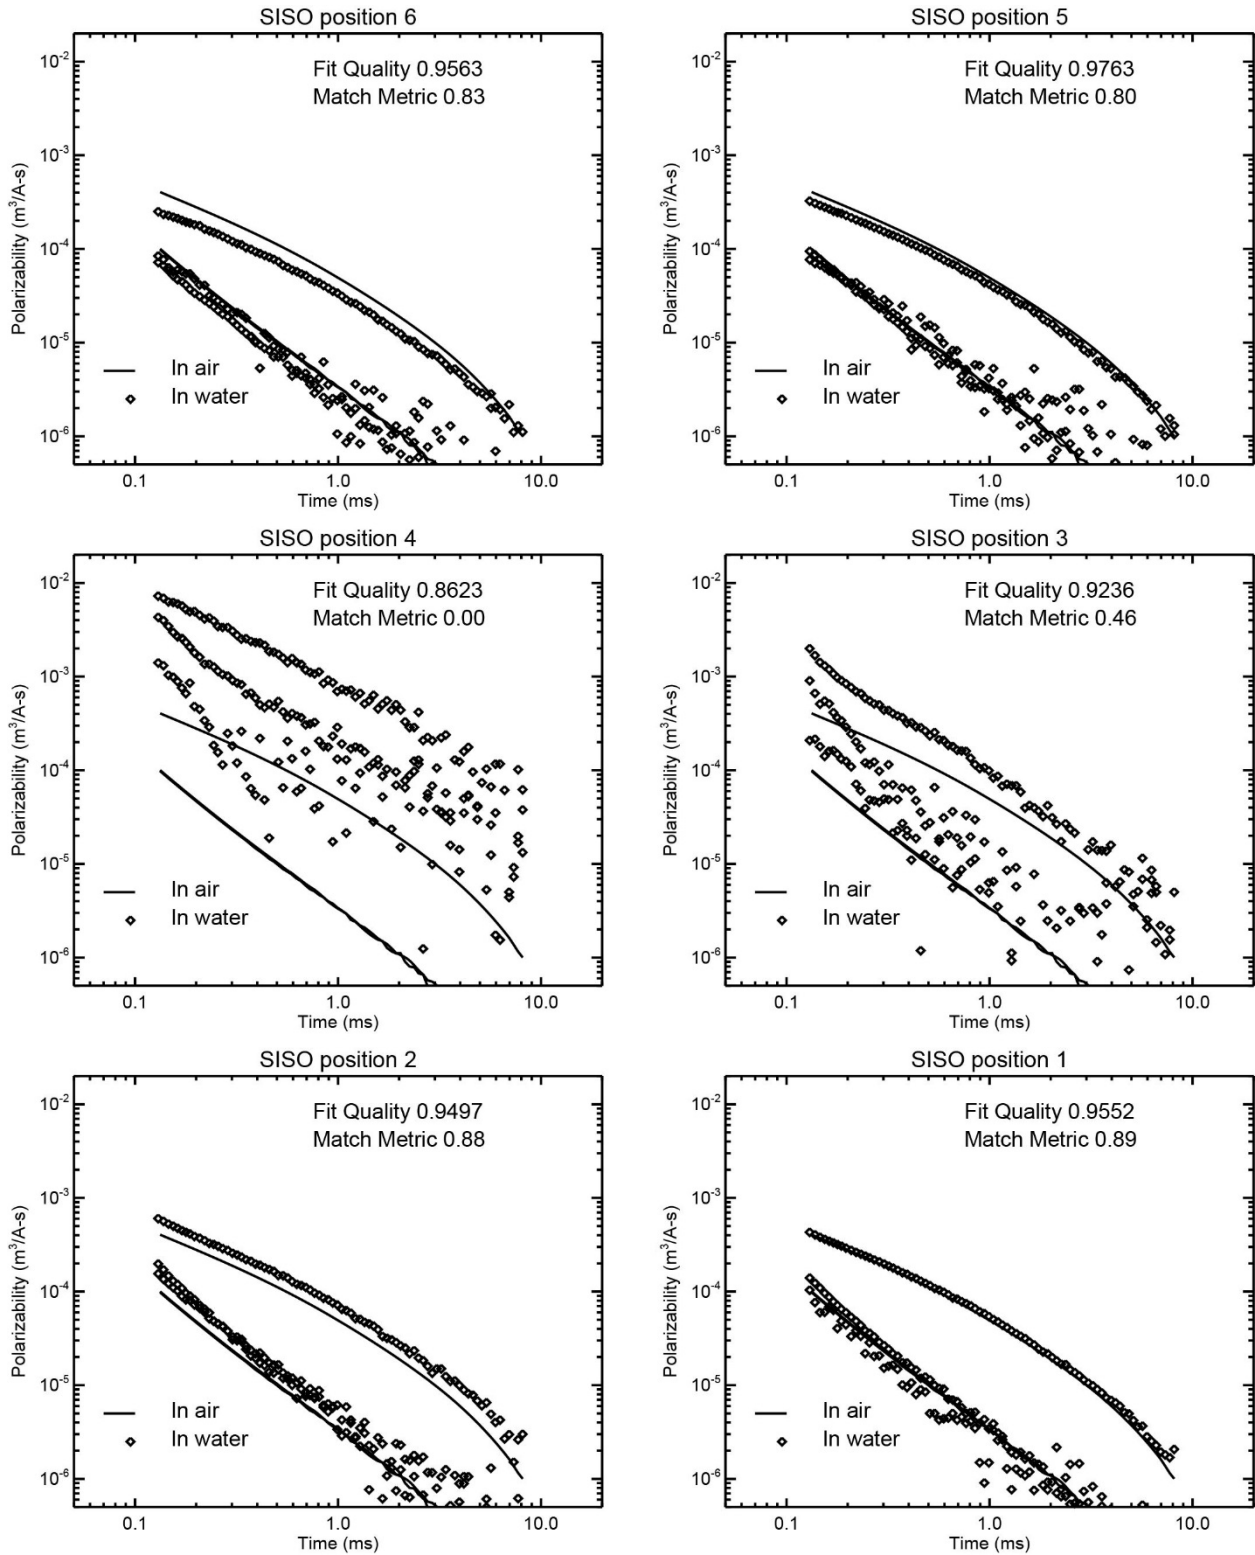 SISO position 6
Fit Quality 0.9563
Match Metric 0.83
10⁻²
10⁻³
10⁻⁴
10⁻⁵
10⁻⁶
Polarizability (m³/A-s)
In air
In water
0.1
1.0
10.0
Time (ms)
SISO position 5
Fit Quality 0.9763
Match Metric 0.80
10⁻²
10⁻³
10⁻⁴
10⁻⁵
10⁻⁶
Polarizability (m³/A-s)
In air
In water
0.1
1.0
10.0
Time (ms)
SISO position 4
Fit Quality 0.8623
Match Metric 0.00
10⁻²
10⁻³
10⁻⁴
10⁻⁵
10⁻⁶
Polarizability (m³/A-s)
In air
In water
0.1
1.0
10.0
Time (ms)
SISO position 3
Fit Quality 0.9236
Match Metric 0.46
10⁻²
10⁻³
10⁻⁴
10⁻⁵
10⁻⁶
Polarizability (m³/A-s)
In air
In water
0.1
1.0
10.0
Time (ms)
SISO position 2
Fit Quality 0.9497
Match Metric 0.88
10⁻²
10⁻³
10⁻⁴
10⁻⁵
10⁻⁶
Polarizability (m³/A-s)
In air
In water
0.1
1.0
10.0
Time (ms)
SISO position 1
Fit Quality 0.9552
Match Metric 0.89
10⁻²
10⁻³
10⁻⁴
10⁻⁵
10⁻⁶
Polarizability (m³/A-s)
In air
In water
0.1
1.0
10.0
Time (ms)